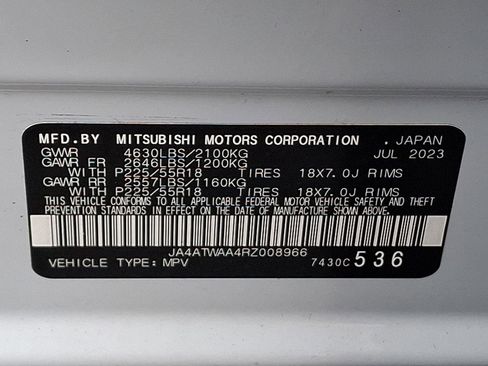 MFD.BY MITSUBISHI MOTORS CORPORATION . JAPAN
GVWR 4630LBS/2100KG JUL 2023
GAWR FR 2646LBS/1200KG
WITH P225/55R18 TIRES 18X7.0J RIMS
GAWR RR 2557LBS/1160KG
WITH P225/55R18 TIRES 18X7.0J RIMS
THIS VEHICLE CONFORMS TO ALL APPLICABLE FEDERAL MOTOR VEHICLE SAFETY AND
THEFT PREVENTION STANDARDS IN EFFECT ON THE DATE OF MANUFACTURE SHOWN ABOVE.
JA4ATWAA4RZ008966
VEHICLE TYPE: MPV 7430C 536